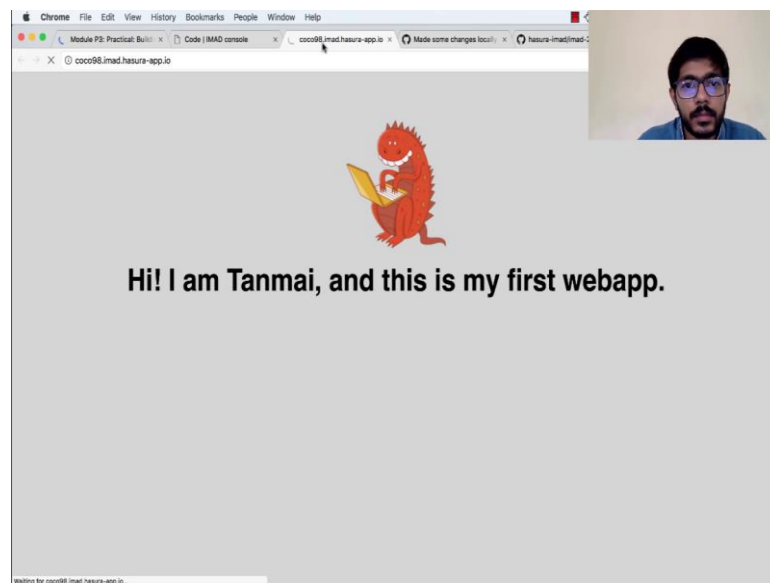 Chrome File Edit View History Bookmarks People Window Help
Module P3: Practical: Build Code | IMAD console coco98.imad.hasura-app.io Made some changes locally hasura-imad/imad-2
coco98.imad.hasura-app.io
Hi! I am Tanmai, and this is my first webapp.
Waiting for coco98.imad.hasura-app.io...